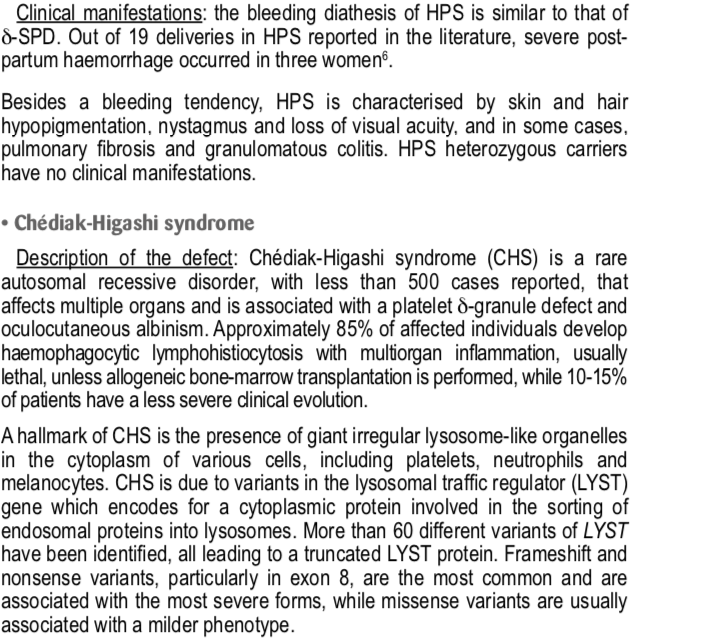 Clinical manifestations: the bleeding diathesis of HPS is similar to that of
δ-SPD. Out of 19 deliveries in HPS reported in the literature, severe post-
partum haemorrhage occurred in three women⁶.
Besides a bleeding tendency, HPS is characterised by skin and hair
hypopigmentation, nystagmus and loss of visual acuity, and in some cases,
pulmonary fibrosis and granulomatous colitis. HPS heterozygous carriers
have no clinical manifestations.
• Chédiak-Higashi syndrome
Description of the defect: Chédiak-Higashi syndrome (CHS) is a rare
autosomal recessive disorder, with less than 500 cases reported, that
affects multiple organs and is associated with a platelet δ-granule defect and
oculocutaneous albinism. Approximately 85% of affected individuals develop
haemophagocytic lymphohistiocytosis with multiorgan inflammation, usually
lethal, unless allogeneic bone-marrow transplantation is performed, while 10-15%
of patients have a less severe clinical evolution.
A hallmark of CHS is the presence of giant irregular lysosome-like organelles
in the cytoplasm of various cells, including platelets, neutrophils and
melanocytes. CHS is due to variants in the lysosomal traffic regulator (LYST)
gene which encodes for a cytoplasmic protein involved in the sorting of
endosomal proteins into lysosomes. More than 60 different variants of LYST
have been identified, all leading to a truncated LYST protein. Frameshift and
nonsense variants, particularly in exon 8, are the most common and are
associated with the most severe forms, while missense variants are usually
associated with a milder phenotype.